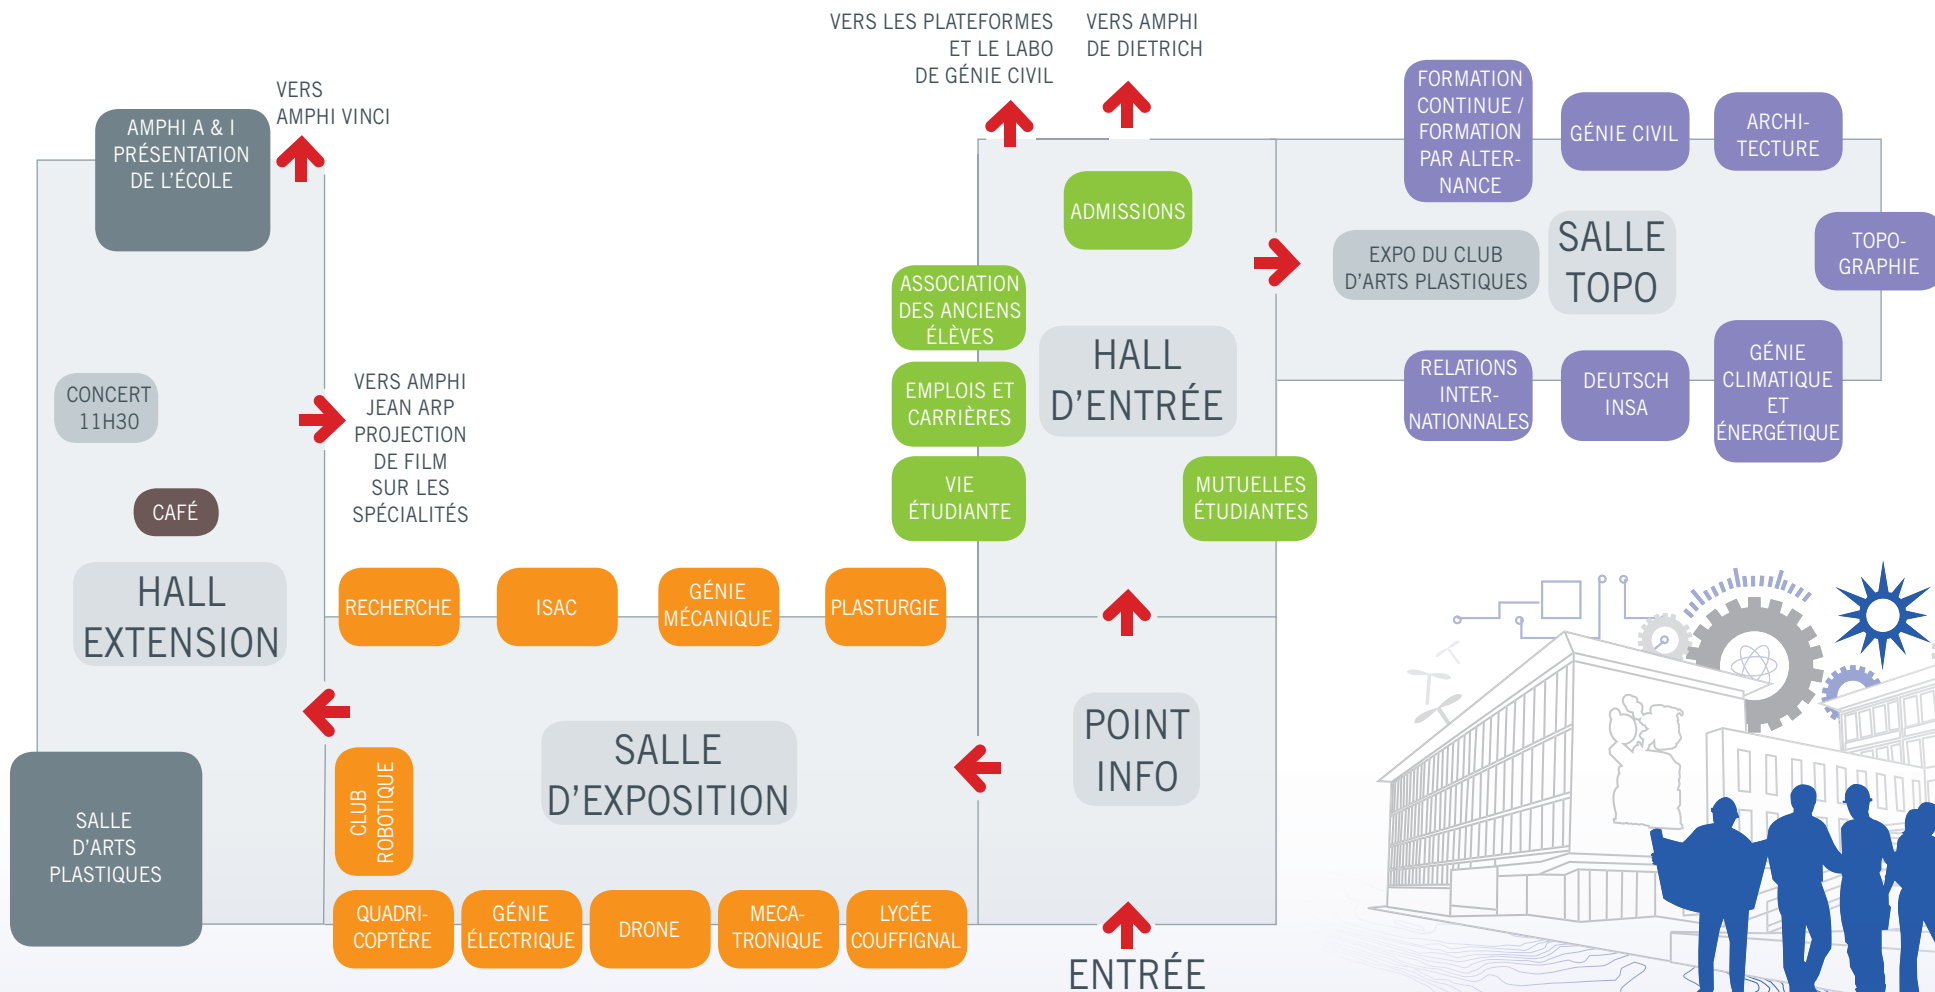 VERS LES PLATEFORMES
ET LE LABO
DE GÉNIE CIVIL
VERS AMPHI
DE DIETRICH
VERS
AMPHI VINCI
AMPHI A & I
PRÉSENTATION
DE L'ÉCOLE
CONCERT
11H30
VERS AMPHI
JEAN ARP
PROJECTION
DE FILM
SUR LES
SPÉCIALITÉS
CAFÉ
HALL
EXTENSION
SALLE
D'ARTS
PLASTIQUES
RECHERCHE
ISAC
GÉNIE
MÉCANIQUE
PLASTURGIE
SALLE
D'EXPOSITION
CLUB
ROBOTIQUE
QUADRI-
COPTÈRE
GÉNIE
ÉLECTRIQUE
DRONE
MECA-
TRONIQUE
LYCÉE
COUFFIGNAL
ADMISSIONS
ASSOCIATION
DES ANCIENS
ÉLÈVES
EMPLOIS ET
CARRIÈRES
VIE
ÉTUDIANTE
HALL
D'ENTRÉE
MUTUELLES
ÉTUDIANTES
POINT
INFO
ENTRÉE
FORMATION
CONTINUE /
FORMATION
PAR ALTER-
NANCE
GÉNIE CIVIL
ARCHI-
TECTURE
EXPO DU CLUB
D'ARTS PLASTIQUES
SALLE
TOPO
TOPO-
GRAPHIE
RELATIONS
INTER-
NATIONNALES
DEUTSCH
INSA
GÉNIE
CLIMATIQUE
ET
ÉNERGÉTIQUE